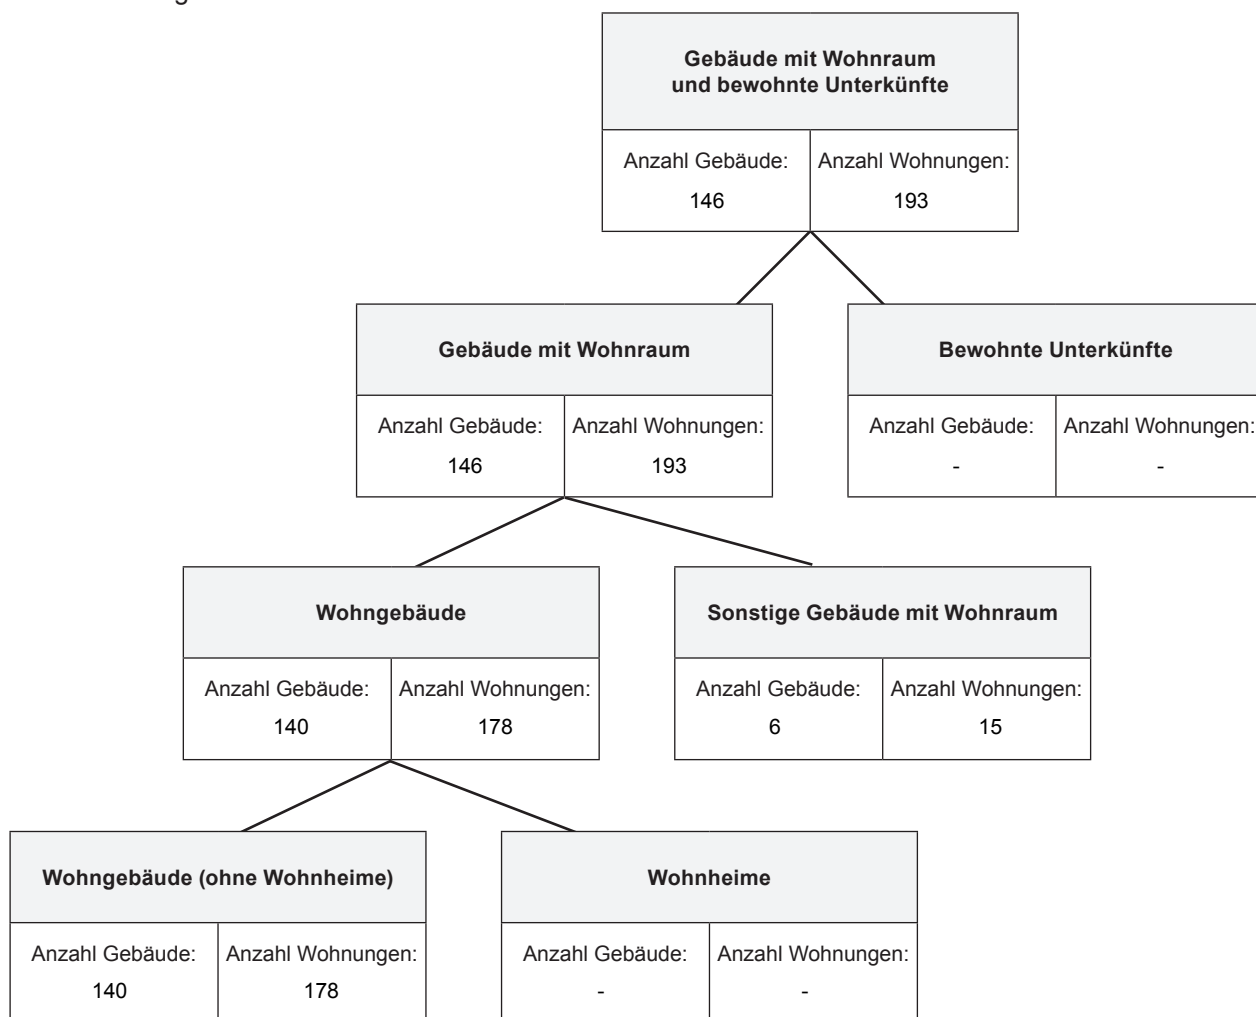 Gebäude mit Wohnraum
und bewohnte Unterkünfte
Anzahl Gebäude: Anzahl Wohnungen:
146 193
Gebäude mit Wohnraum
Anzahl Gebäude: Anzahl Wohnungen:
146 193
Bewohnte Unterkünfte
Anzahl Gebäude: Anzahl Wohnungen:
- -
Wohngebäude
Anzahl Gebäude: Anzahl Wohnungen:
140 178
Sonstige Gebäude mit Wohnraum
Anzahl Gebäude: Anzahl Wohnungen:
6 15
Wohngebäude (ohne Wohnheime)
Anzahl Gebäude: Anzahl Wohnungen:
140 178
Wohnheime
Anzahl Gebäude: Anzahl Wohnungen:
- -